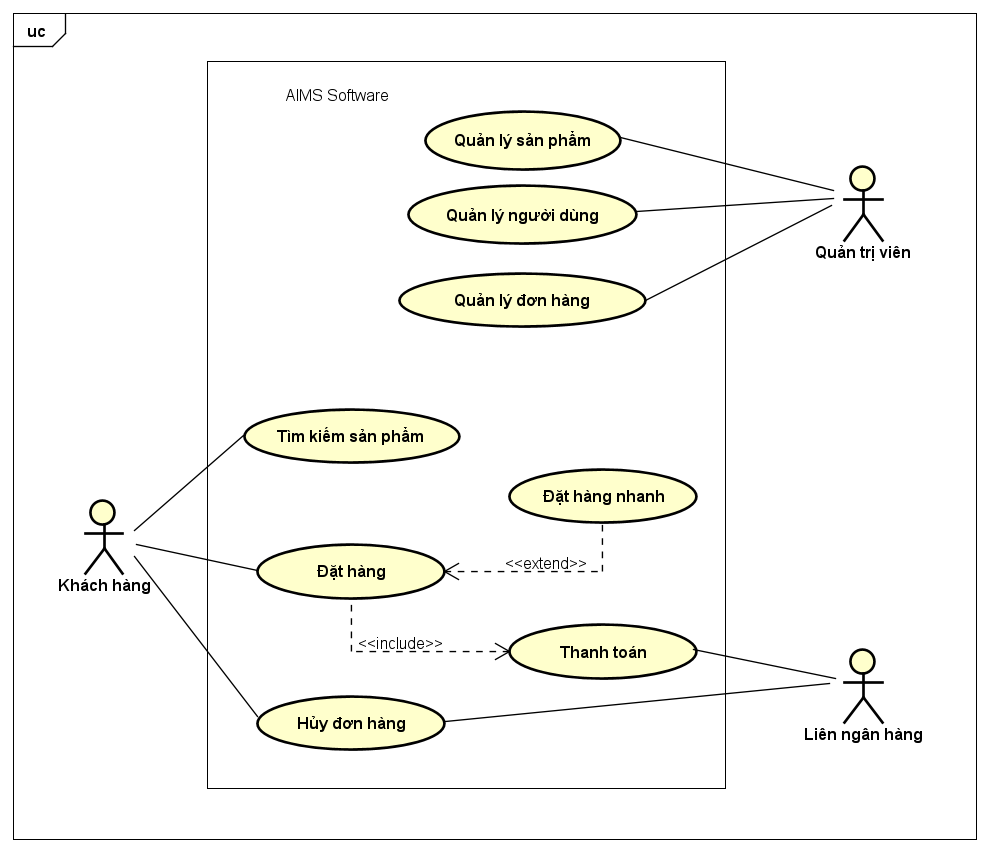 uc
AIMS Software
Quản lý sản phẩm
Quản lý người dùng
Quản trị viên
Quản lý đơn hàng
Tìm kiếm sản phẩm
Đặt hàng nhanh
Khách hàng
Đặt hàng
<<extend>>
<<include>>
Thanh toán
Hủy đơn hàng
Liên ngân hàng